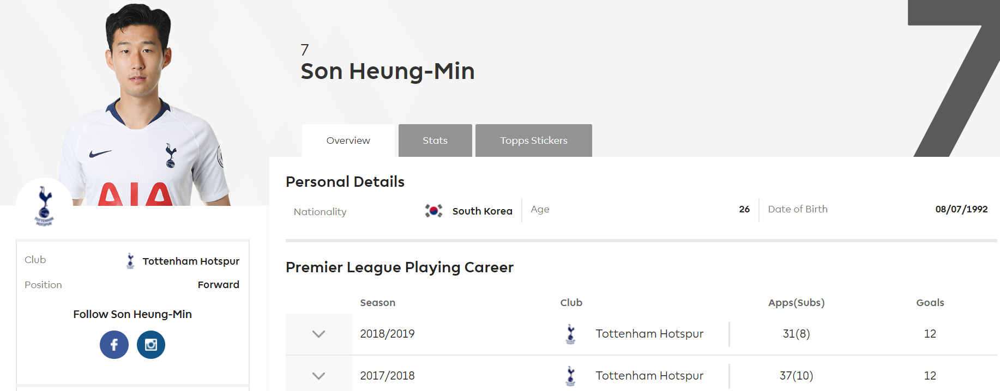 7
Son Heung-Min
7
Overview
Stats
Topps Stickers
AIA
TOTTENHAM
HOTSPUR
Club
Tottenham Hotspur
Position
Forward
Follow Son Heung-Min
f
Personal Details
Nationality
South Korea
Age
26
Date of Birth
08/07/1992
Premier League Playing Career
Season
Club
Apps(Subs)
Goals
2018/2019
Tottenham Hotspur
31(8)
12
2017/2018
Tottenham Hotspur
37(10)
12